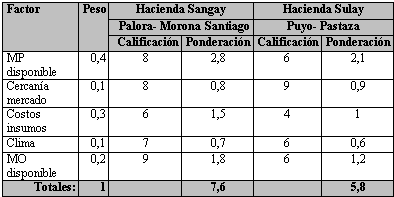 Factor Peso Hacienda Sangay Hacienda Sulay
Palora- Morona Santiago Puyo- Pastaza
Calificación Ponderación Calificación Ponderación
MP disponible 0,4 8 2,8 6 2,1
Cercanía mercado 0,1 8 0,8 9 0,9
Costos insumos 0,3 6 1,5 4 1
Clima 0,1 7 0,7 6 0,6
MO disponible 0,2 9 1,8 6 1,2
Totales: 1 7,6 5,8